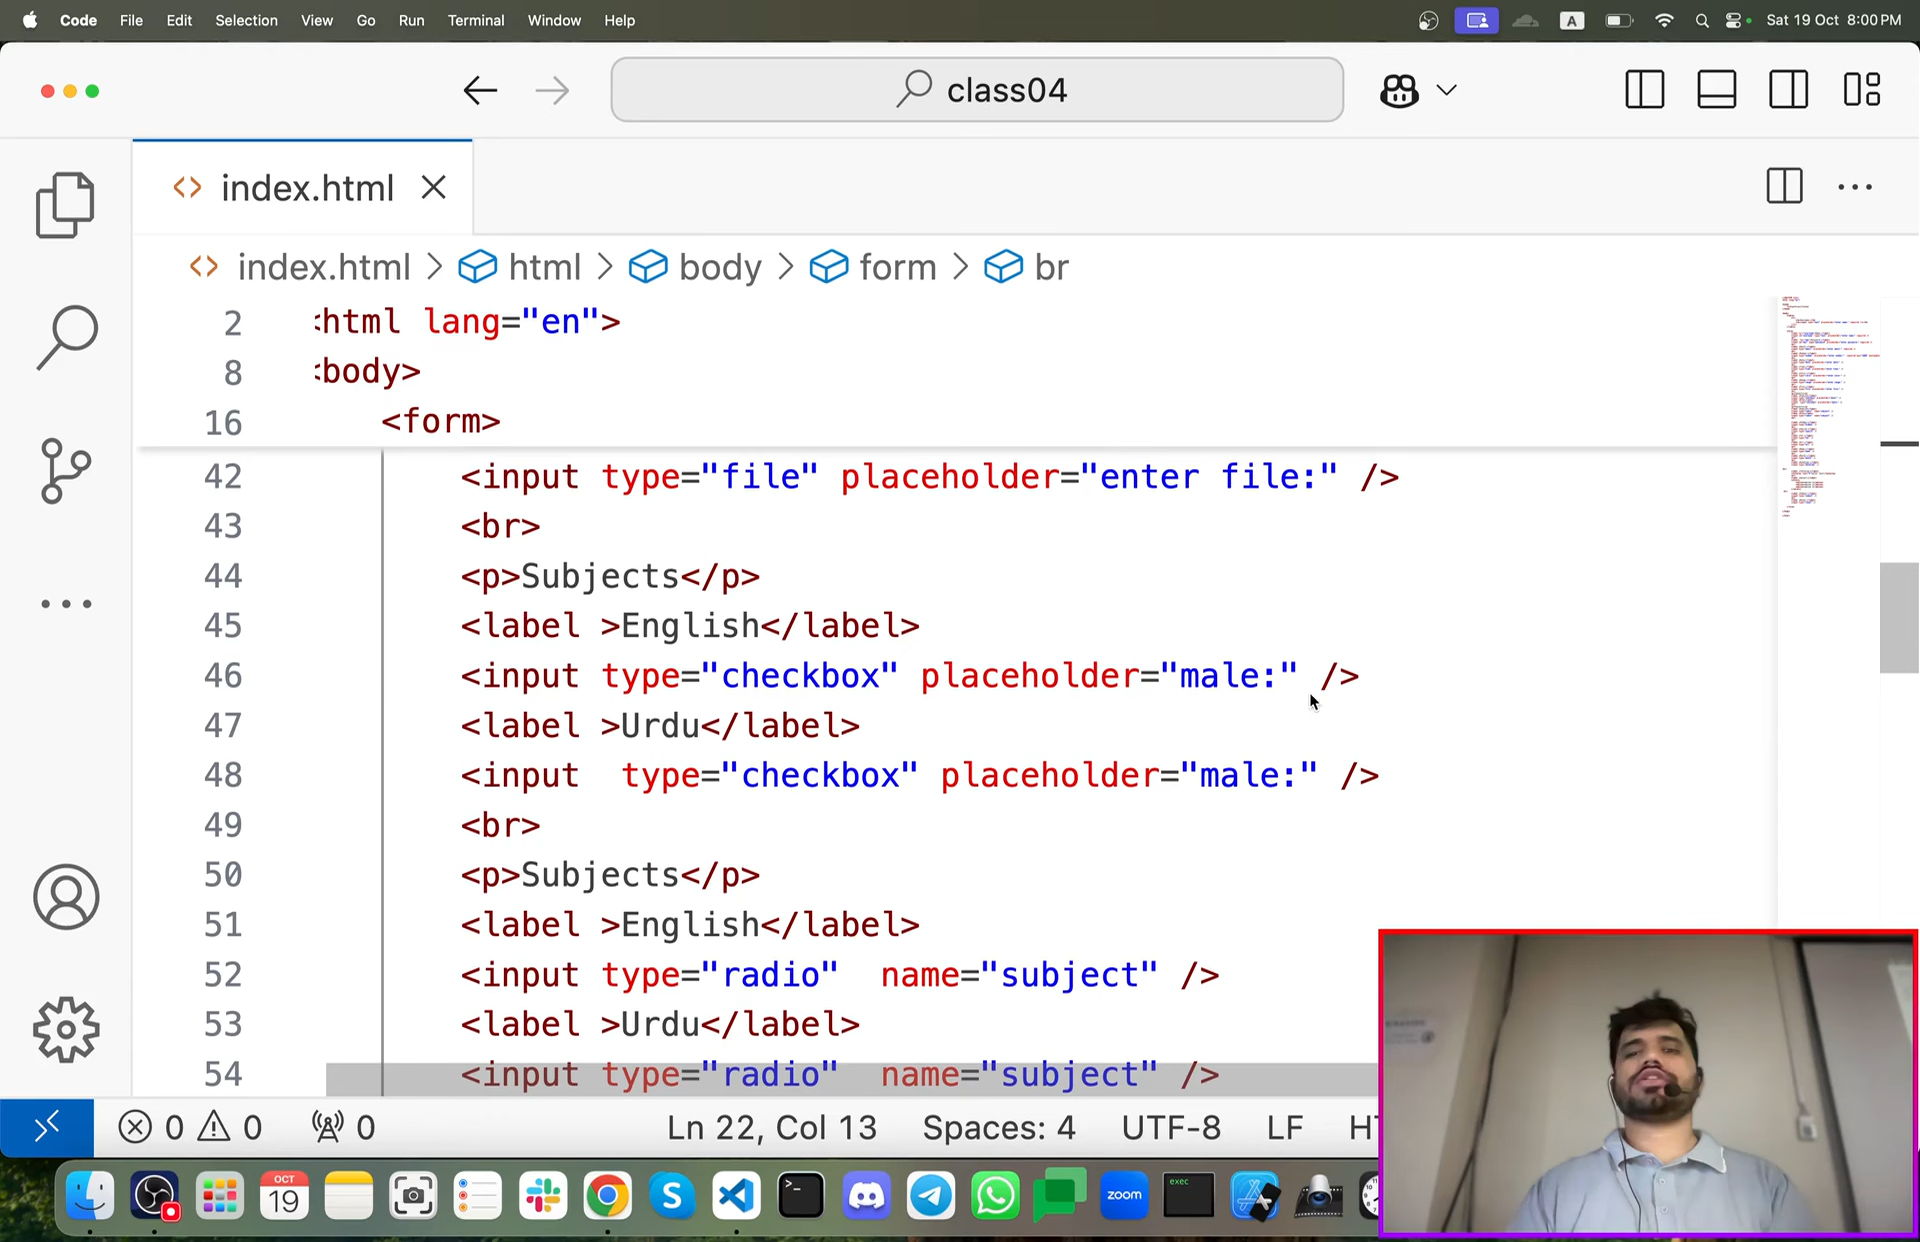 Code File Edit Selection View Go Run Terminal Window Help A Sat 19 Oct 8:00 PM
class04
index.html
index.html > html > body > form > br
2 <html lang="en">
8 <body>
16 <form>
42 <input type="file" placeholder="enter file:" />
43 <br>
44 <p>Subjects</p>
45 <label >English</label>
46 <input type="checkbox" placeholder="male:" />
47 <label >Urdu</label>
48 <input  type="checkbox" placeholder="male:" />
49 <br>
50 <p>Subjects</p>
51 <label >English</label>
52 <input type="radio"  name="subject" />
53 <label >Urdu</label>
54 <input type="radio"  name="subject" />
0 0 0 Ln 22, Col 13 Spaces: 4 UTF-8 LF
OCT
19
S
zoom
exec